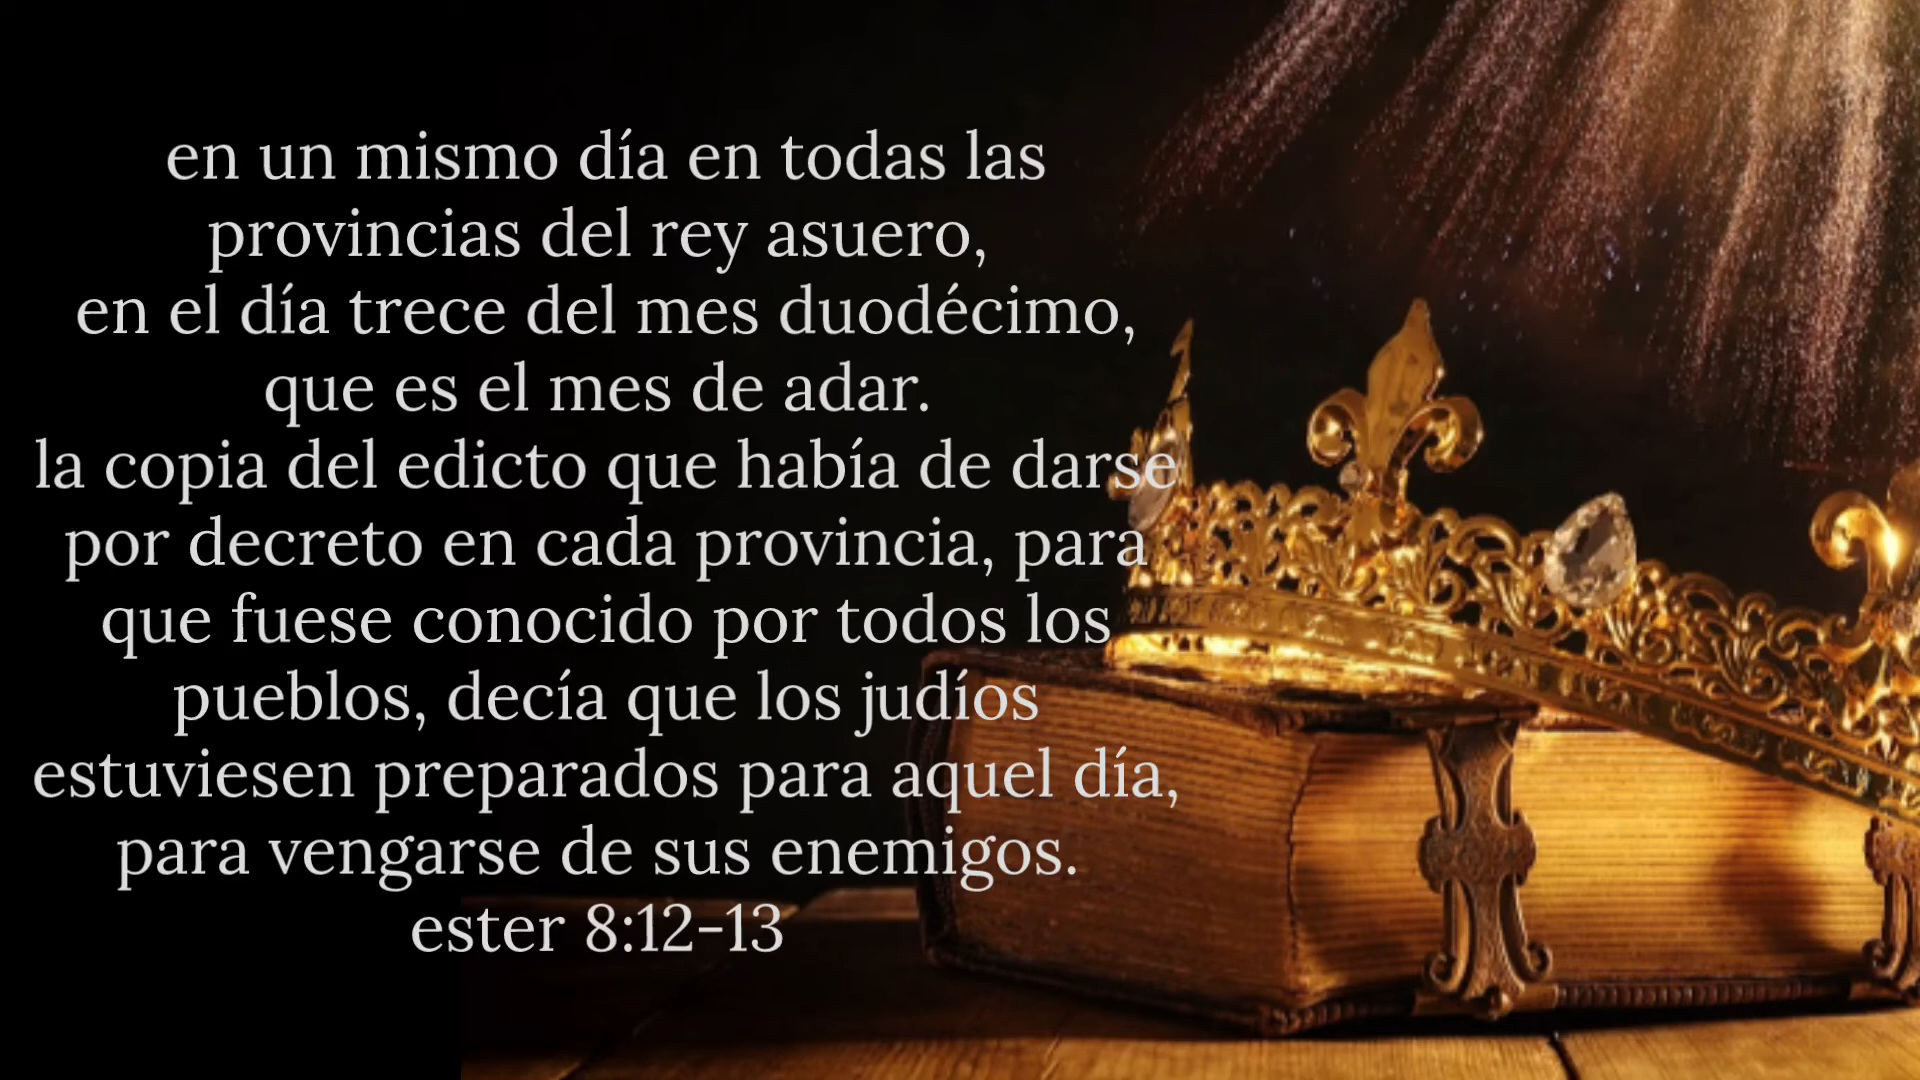 en un mismo día en todas las
provincias del rey asuero,
en el día trece del mes duodécimo,
que es el mes de adar.
la copia del edicto que había de darse
por decreto en cada provincia, para
que fuese conocido por todos los
pueblos, decía que los judíos
estuviesen preparados para aquel día,
para vengarse de sus enemigos.
ester 8:12-13